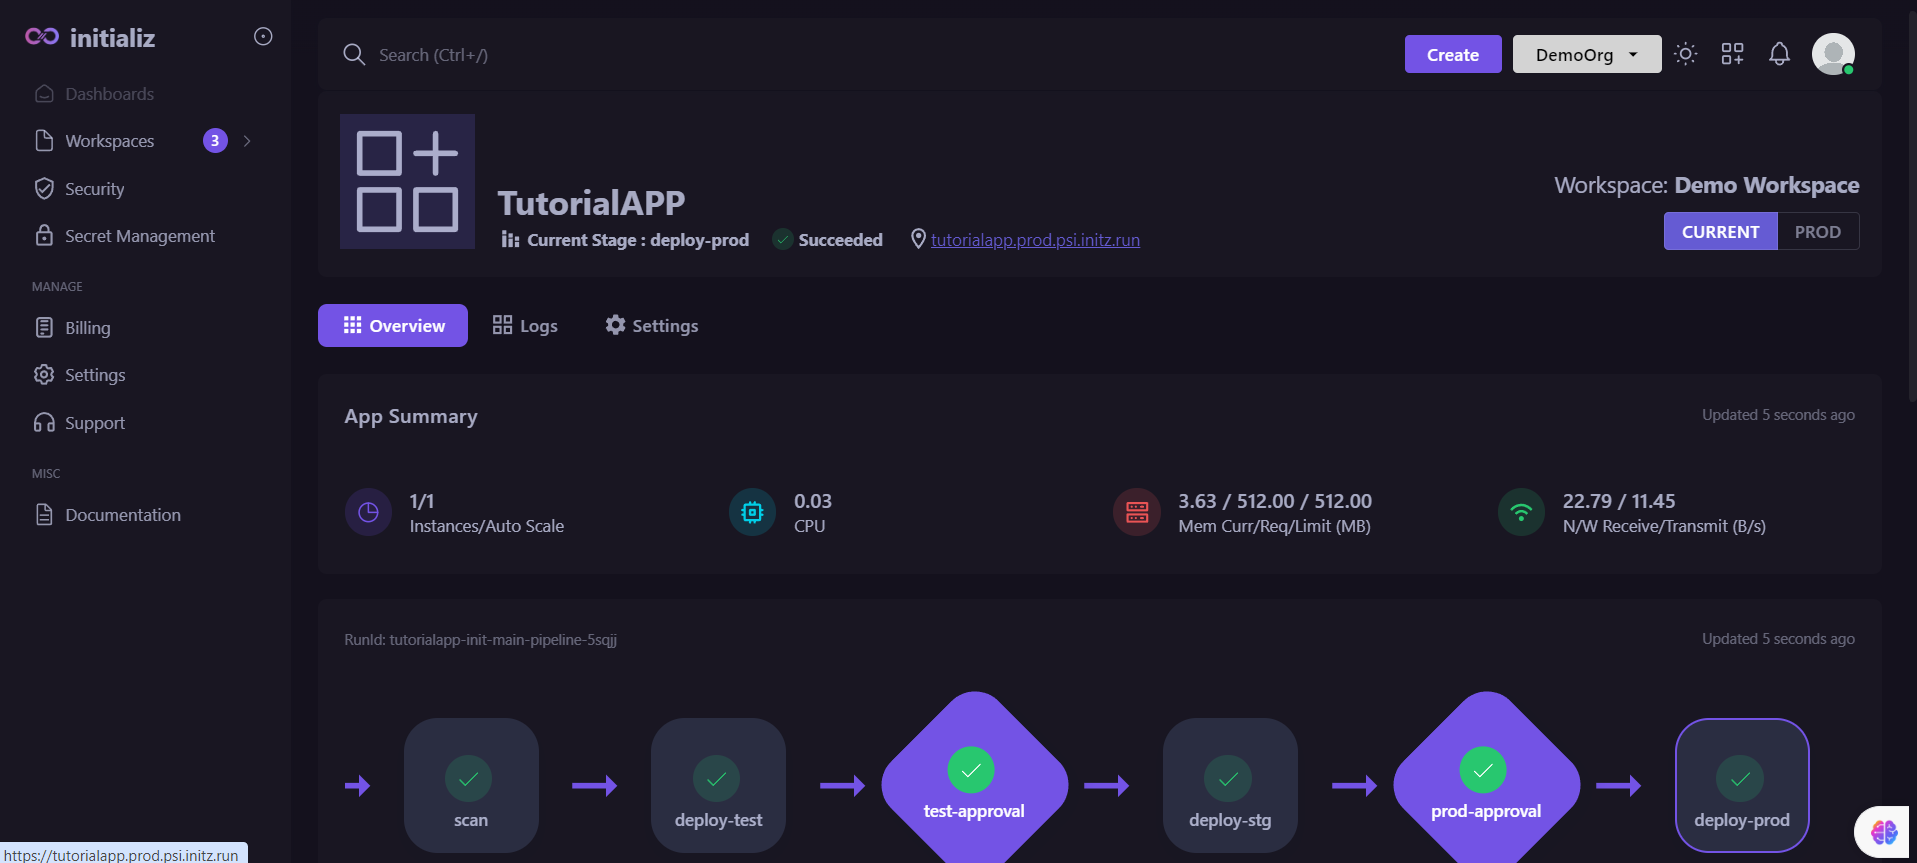 initializ
Search (Ctrl+/)
Create
DemoOrg
Dashboards
Workspaces
3
Security
Secret Management
MANAGE
Billing
Settings
Support
MISC
Documentation
TutorialAPP
Current Stage : deploy-prod
Succeeded
tutorialapp.prod.psi.initz.run
Workspace: Demo Workspace
CURRENT
PROD
Overview
Logs
Settings
App Summary
Updated 5 seconds ago
1/1
Instances/Auto Scale
0.03
CPU
3.63 / 512.00 / 512.00
Mem Curr/Req/Limit (MB)
22.79 / 11.45
N/W Receive/Transmit (B/s)
RunId: tutorialapp-init-main-pipeline-5sqjj
Updated 5 seconds ago
scan
deploy-test
test-approval
deploy-stg
prod-approval
deploy-prod
https://tutorialapp.prod.psi.initz.run